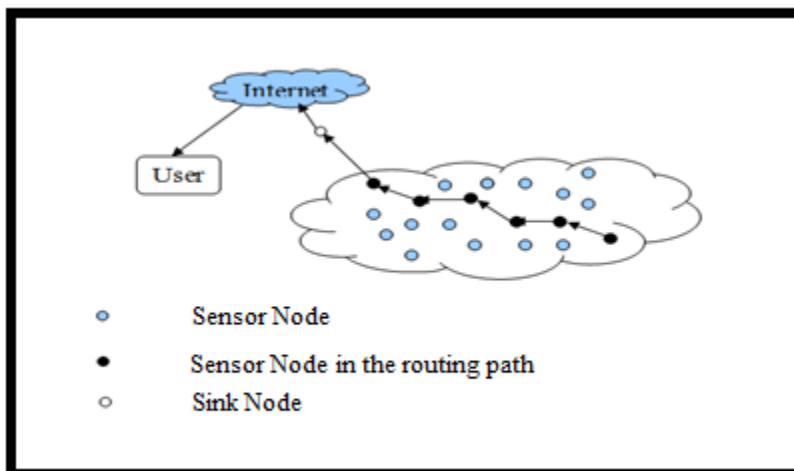 Internet
User
Sensor Node
Sensor Node in the routing path
Sink Node